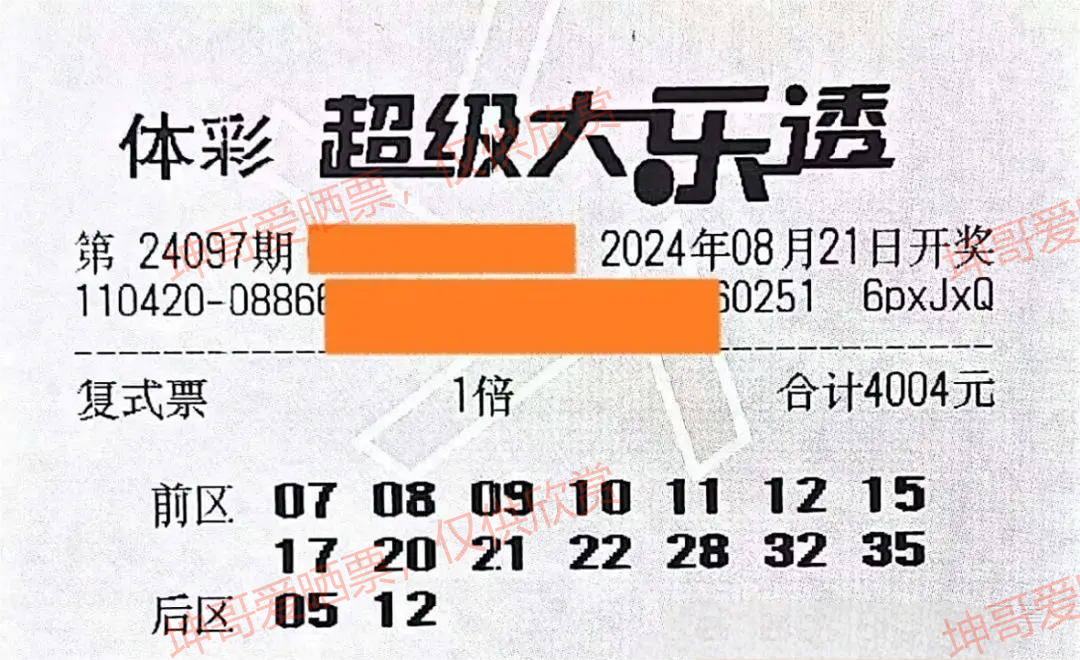 体彩 超级大乐透
第 24097期 2024年08月21日开奖
110420-08866 60251 6pxJxQ
复式票 1倍 合计4004元
前区 07 08 09 10 11 12 15
17 20 21 22 28 32 35
后区 05 12
坤哥爱晒票，仅供欣赏
坤哥爱晒票，仅供欣赏
坤哥爱
坤哥爱